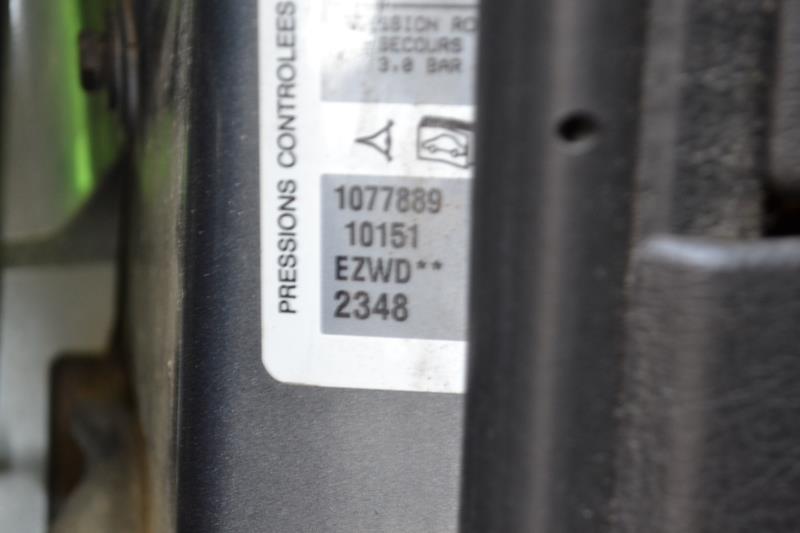 PRESSIONS CONTROLEES
SECOURS
3.0 BAR
1077889
10151
EZWD**
2348